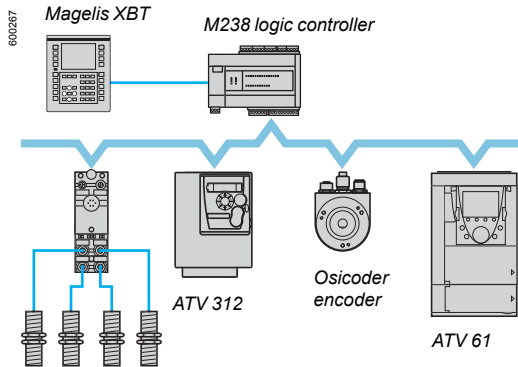 600267
Magelis XBT
M238 logic controller
ATV 312
Osicoder
encoder
ATV 61